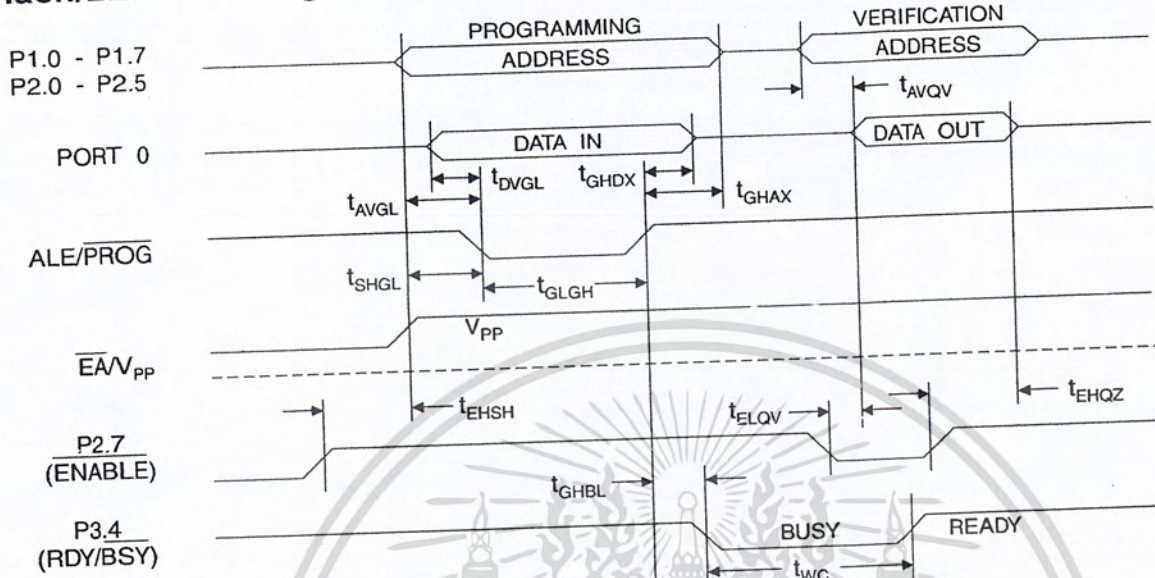 PROGRAMMING
ADDRESS
VERIFICATION
ADDRESS
P1.0 - P1.7
P2.0 - P2.5
tAVQV
PORT 0
DATA IN
DATA OUT
tDVGL
tGHDX
tAVGL
tGHAX
ALE/PROG
tSHGL
tGLGH
VPP
EA/VPP
tEHSH
tELQV
tEHQZ
P2.7
(ENABLE)
tGHBL
P3.4
(RDY/BSY)
BUSY
READY
tWC